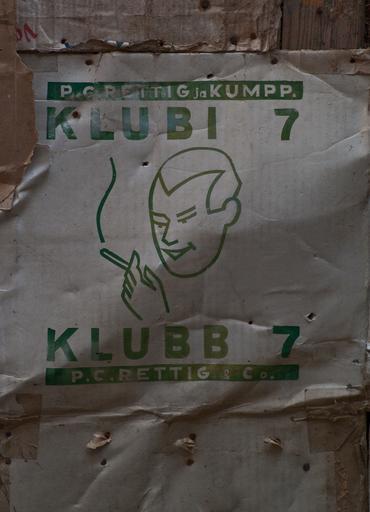 P.C.RETTIG ja KUMPP.
KLUBI 7
KLUBB 7
P.C.RETTIG & Co.